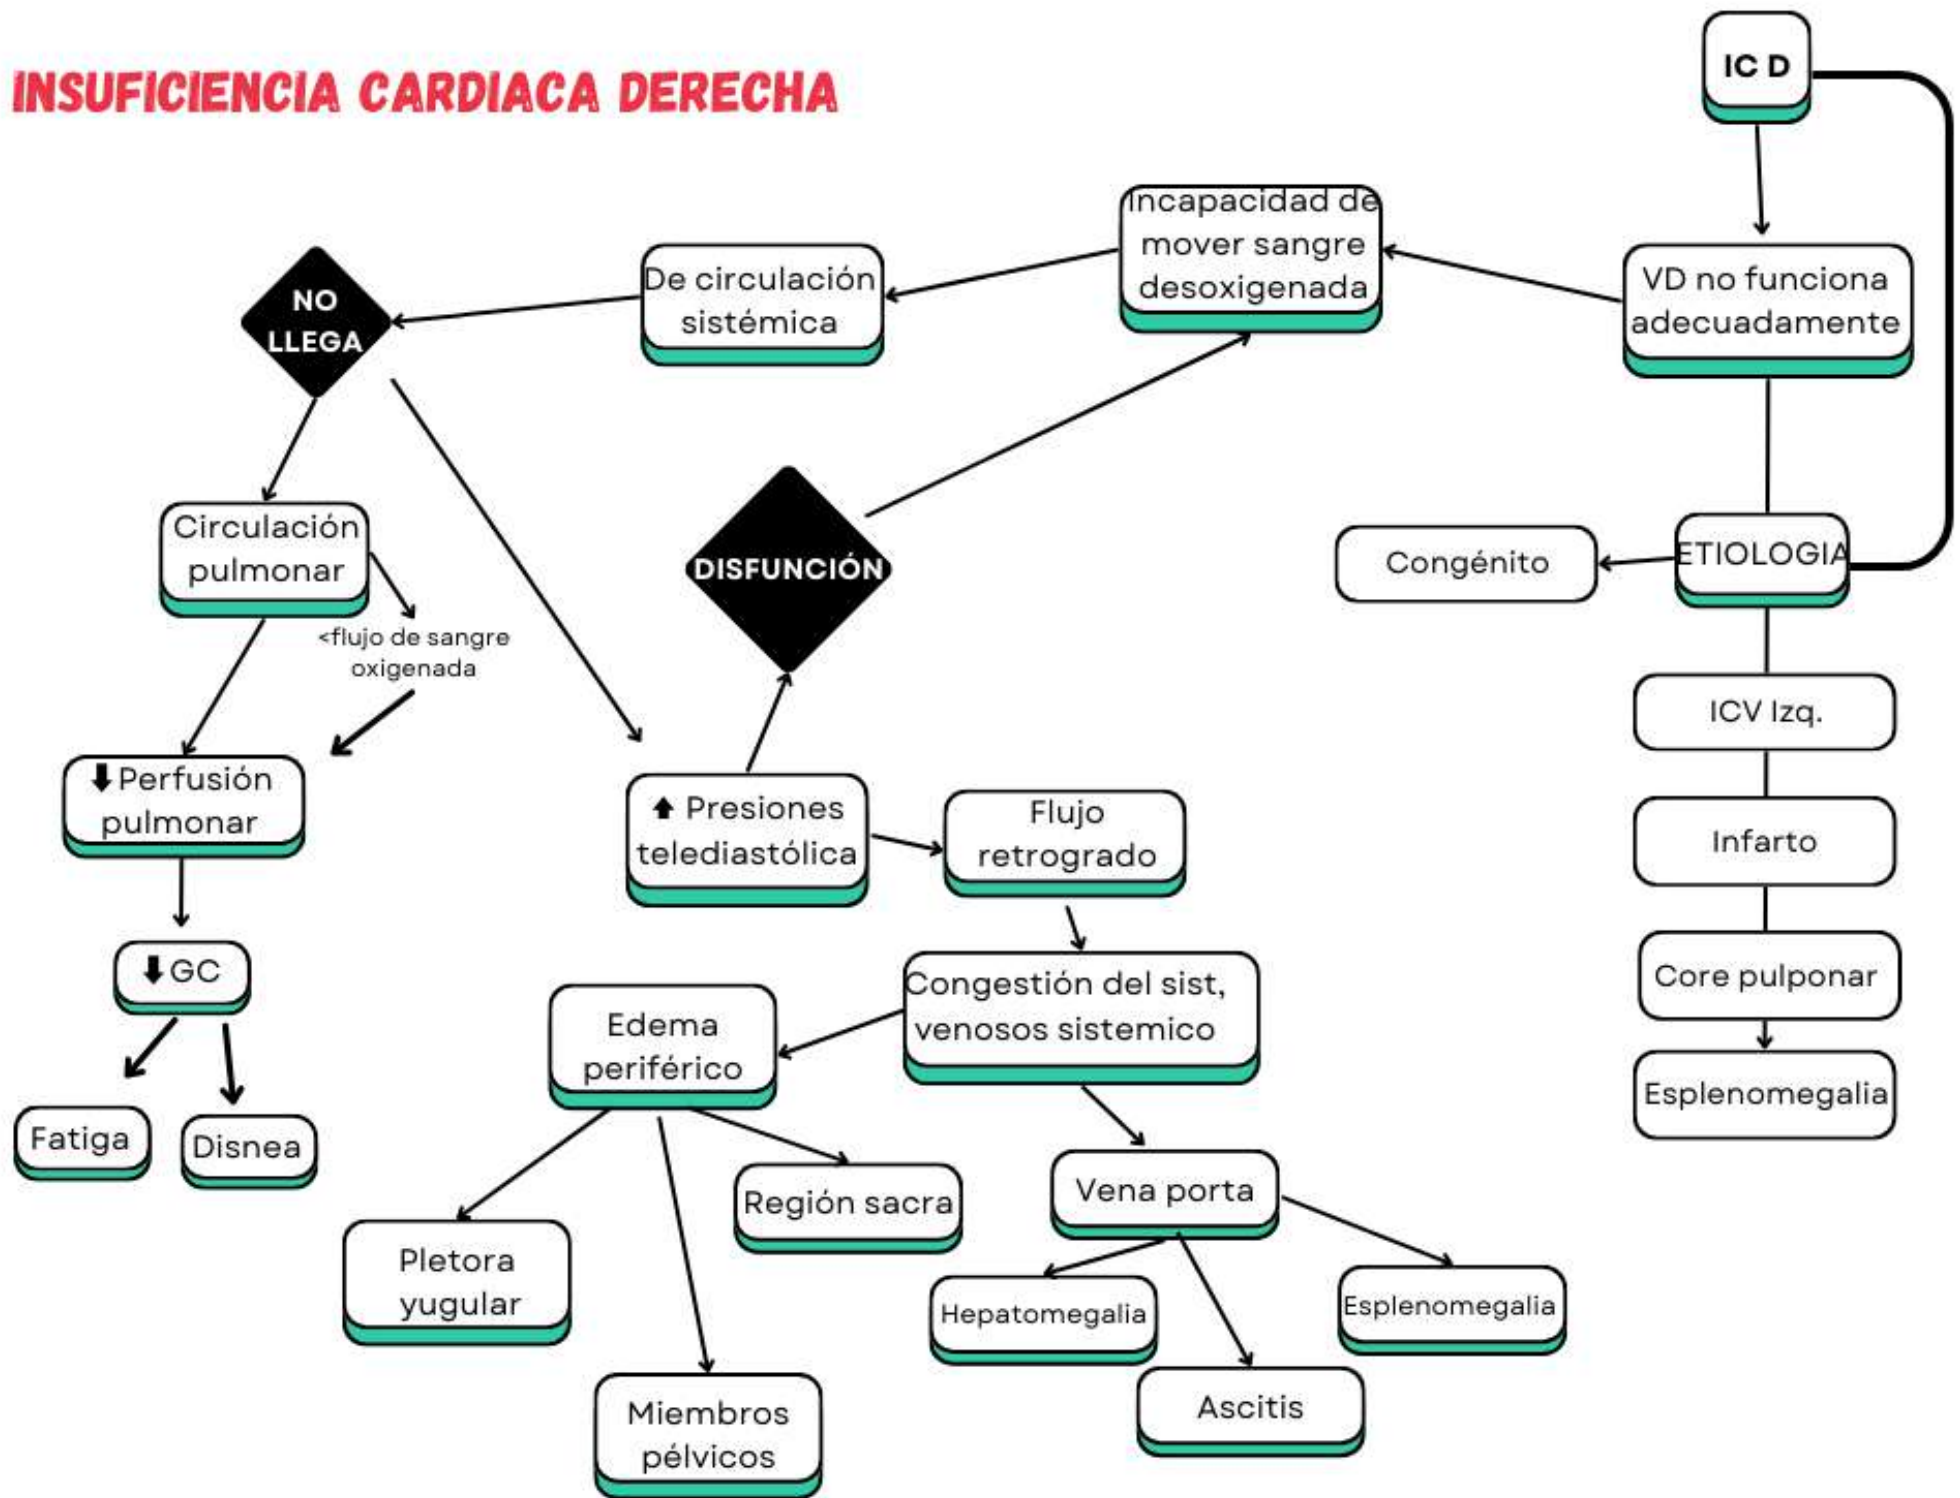 INSUFICIENCIA CARDIACA DERECHA
IC D
VD no funciona
adecuadamente
Incapacidad de
mover sangre
desoxigenada
De circulación
sistémica
NO
LLEGA
Circulación
pulmonar
<flujo de sangre
oxigenada
⬇Perfusión
pulmonar
⬇GC
Fatiga
Disnea
DISFUNCIÓN
⬆ Presiones
telediastólica
Flujo
retrogrado
Congestión del sist,
venosos sistemico
Edema
periférico
Pletora
yugular
Miembros
pélvicos
Región sacra
Vena porta
Hepatomegalia
Ascitis
Esplenomegalia
ETIOLOGIA
Congénito
ICV Izq.
Infarto
Core pulponar
Esplenomegalia